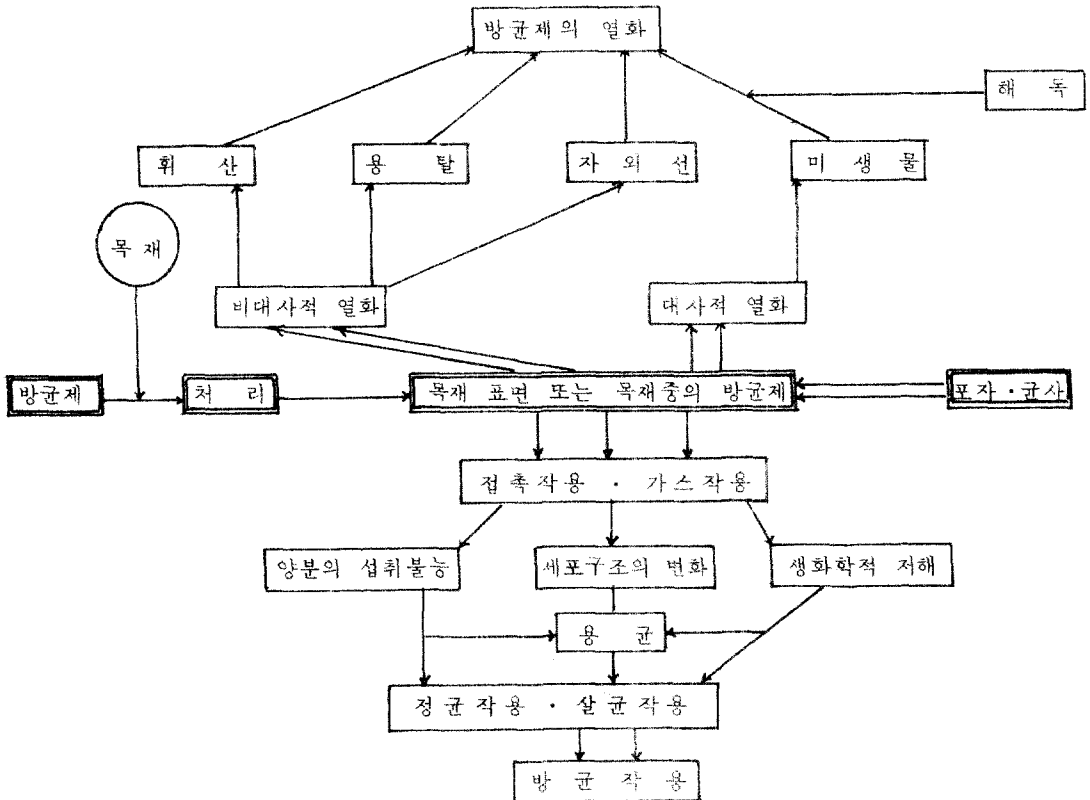 방균제의 열화
해 독
휘 산
용 탈
자 외 선
미 생 물
목 재
비대사적 열화
대사적 열화
방균제
처 리
목재 표면 또는 목재중의 방균제
포자·균사
접촉작용 · 가스작용
양분의 섭취불능
세포구조의 변화
생화학적 저해
용 균
정균작용 · 살균작용
방 균 작 용